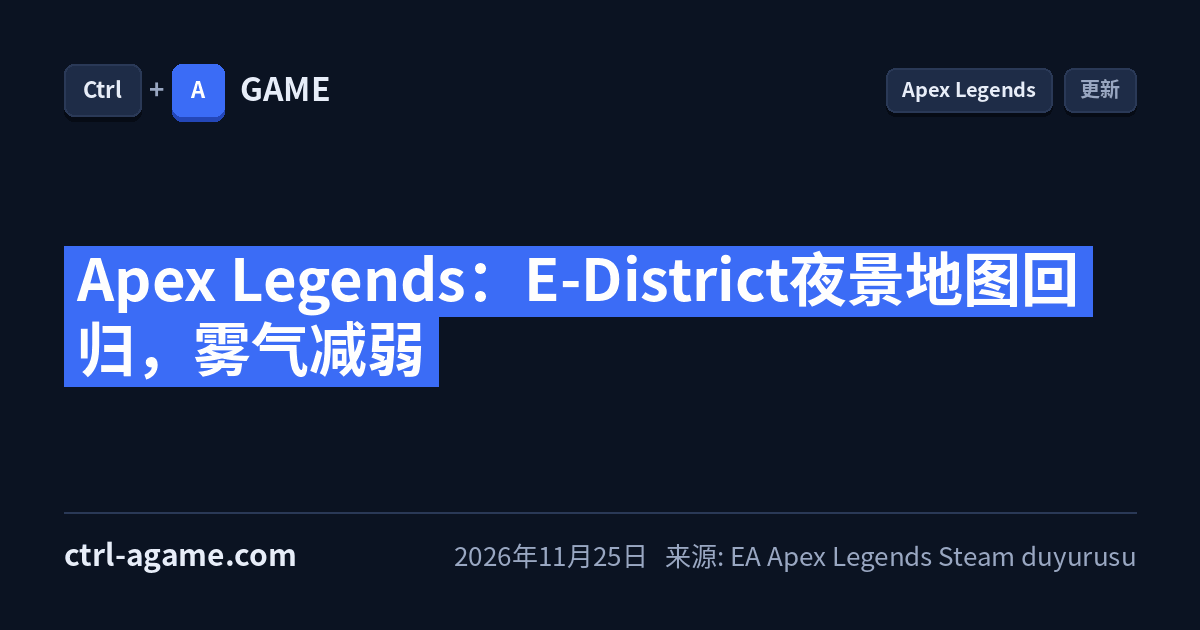 Ctrl + A GAME
Apex Legends 更新
Apex Legends：E-District夜景地图回
归，雾气减弱
ctrl-agame.com
2026年11月25日 来源: EA Apex Legends Steam duyurusu